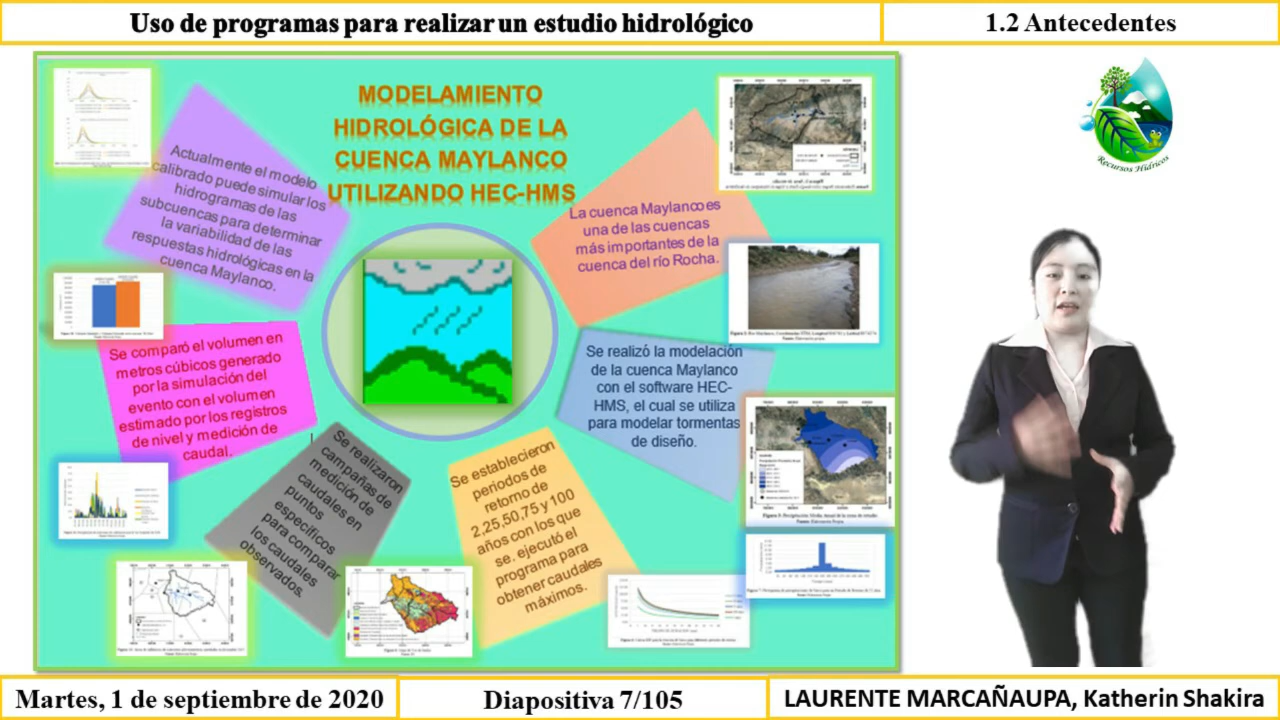 Uso de programas para realizar un estudio hidrológico
1.2 Antecedentes
MODELAMIENTO
HIDROLÓGICA DE LA
CUENCA MAYLANCO
UTILIZANDO HEC-HMS
Actualmente el modelo
calibrado puede simular los
hidrogramas de las
subcuencas para determinar
la variabilidad de las
respuestas hidrológicas en la
cuenca Maylanco.
La cuenca Maylanco es
una de las cuencas
más importantes de la
cuenca del río Rocha.
Se comparó el volumen en
metros cúbicos generado
por la simulación del
evento con el volumen
estimado por los registros
de nivel y medición de
caudal.
Se realizó la modelación
de la cuenca Maylanco
con el software HEC-
HMS, el cual se utiliza
para modelar tormentas
de diseño.
Se realizaron
campañas de
medición de
caudales en
puntos
específicos
para comparar
los caudales
observados.
Se establecieron
periodos de
retorno de
2,25,50,75 y 100
años con los que
se. ejecutó el
programa para
obtener caudales
máximos.
Recursos Hídricos
Martes, 1 de septiembre de 2020
Diapositiva 7/105
LAURENTE MARCAÑAUPA, Katherin Shakira